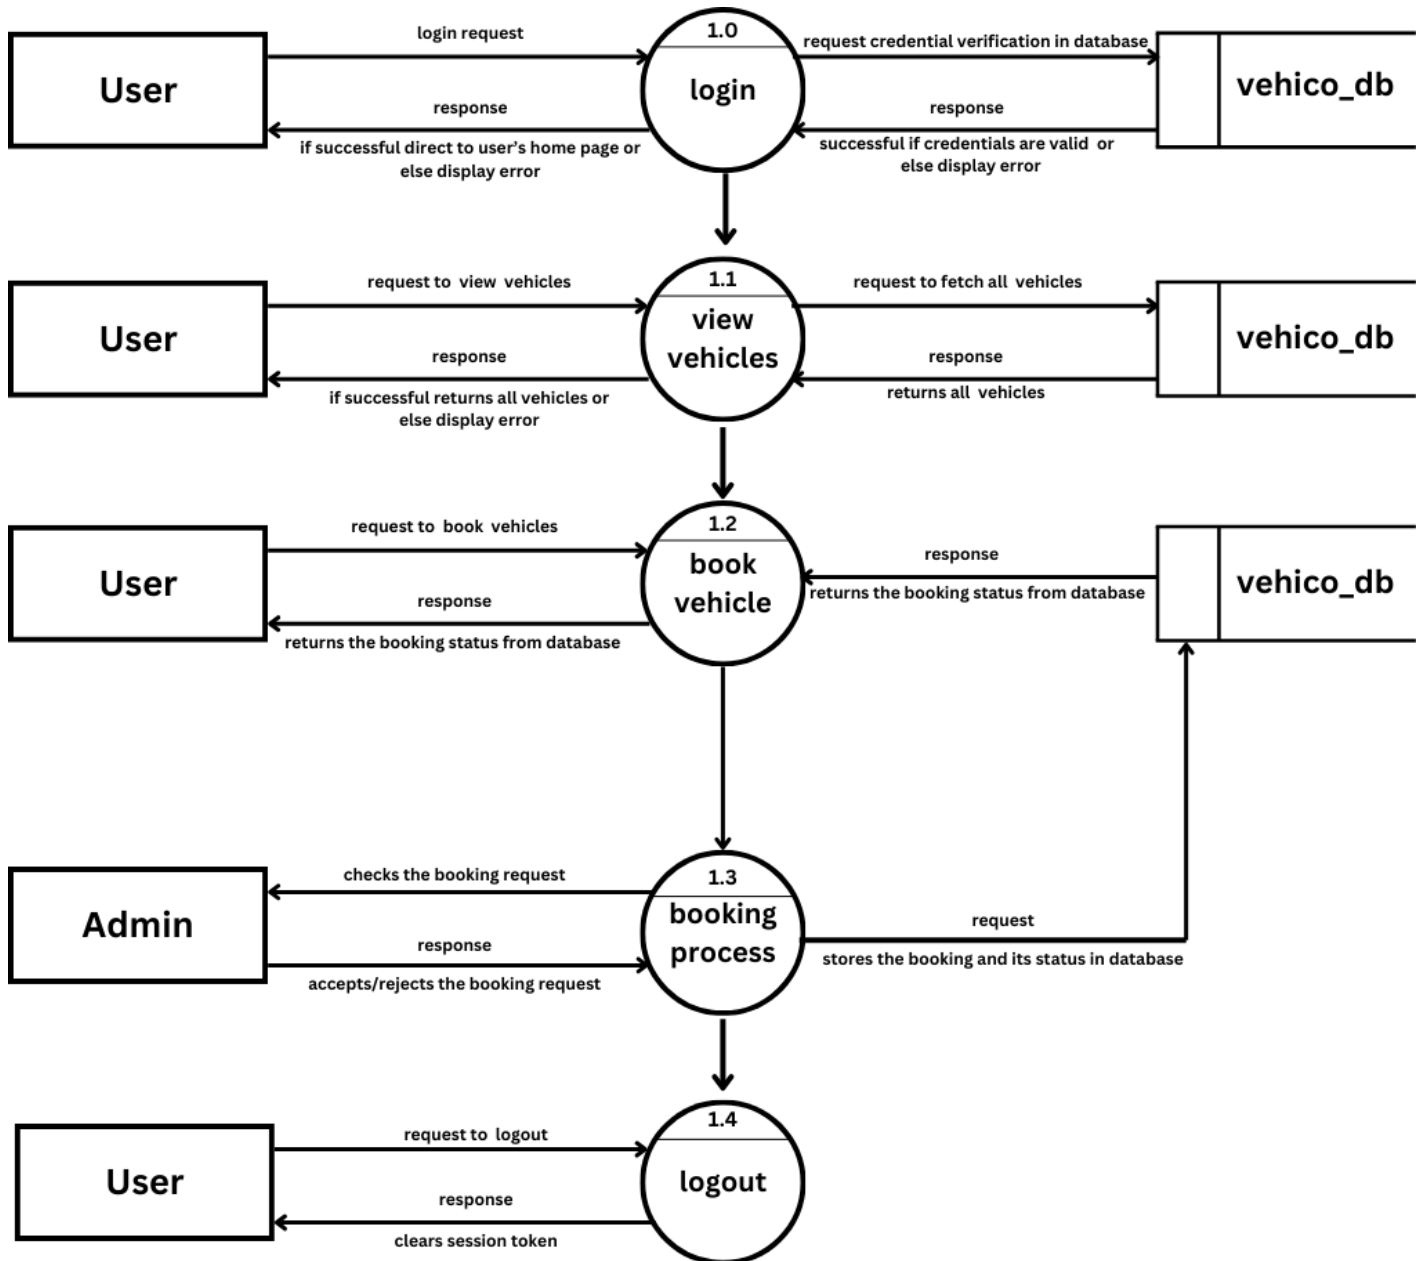 login request
1.0
request credential verification in database
User
login
vehico_db
response
response
if successful direct to user's home page or
else display error
successful if credentials are valid or
else display error
request to view vehicles
1.1
request to fetch all vehicles
User
view
vehicles
vehico_db
response
response
if successful returns all vehicles or
else display error
returns all vehicles
request to book vehicles
1.2
User
book
vehicle
response
vehico_db
response
returns the booking status from database
returns the booking status from database
checks the booking request
1.3
Admin
booking
process
request
response
accepts/rejects the booking request
stores the booking and its status in database
request to logout
1.4
User
logout
response
clears session token